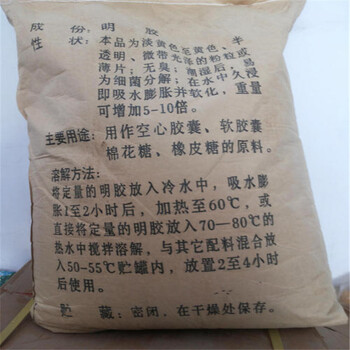 成 份: 明 胶
性 状: 本品为淡黄色至黄色、半
透明、微带光泽的粉粒或
薄片; 无臭; 潮湿后, 易
为细菌分解; 在水中久浸
即吸水膨胀并软化, 重量
可增加5-10倍。
主要用途: 用作空心胶囊、软胶囊
棉花糖、橡皮糖的原料。
溶解方法:
将定量的明胶放入冷水中, 吸水膨
胀1至2小时后, 加热至60℃, 或
直接将定量的明胶放入70—80℃的
热水中搅拌溶解, 与其它配料混合放
入50-55℃贮罐内, 放置2至4小时
后使用。
贮 藏: 密闭, 在干燥处保存。